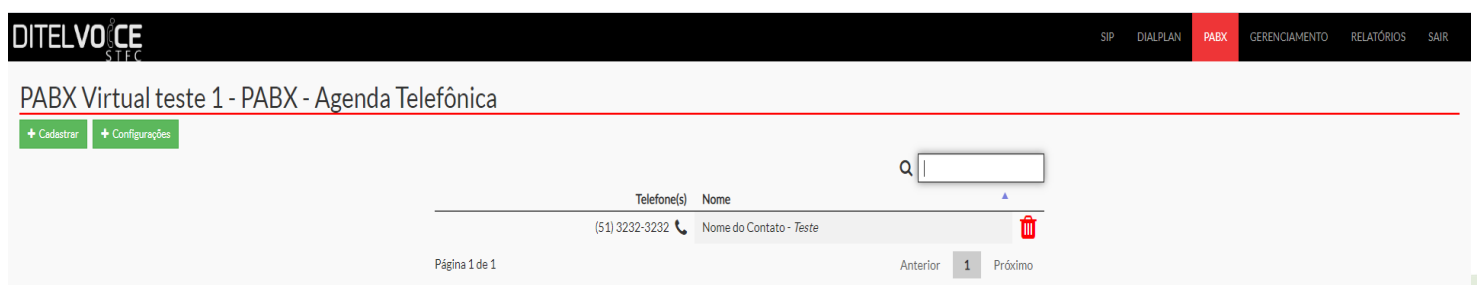 DITELVOICE
STFC
SIP DIALPLAN PABX GERENCIAMENTO RELATÓRIOS SAIR
PABX Virtual teste 1 - PABX - Agenda Telefônica
+ Cadastrar + Configurações
Telefone(s) Nome
(51) 3232-3232 Nome do Contato - Teste
Página 1 de 1 Anterior 1 Próximo